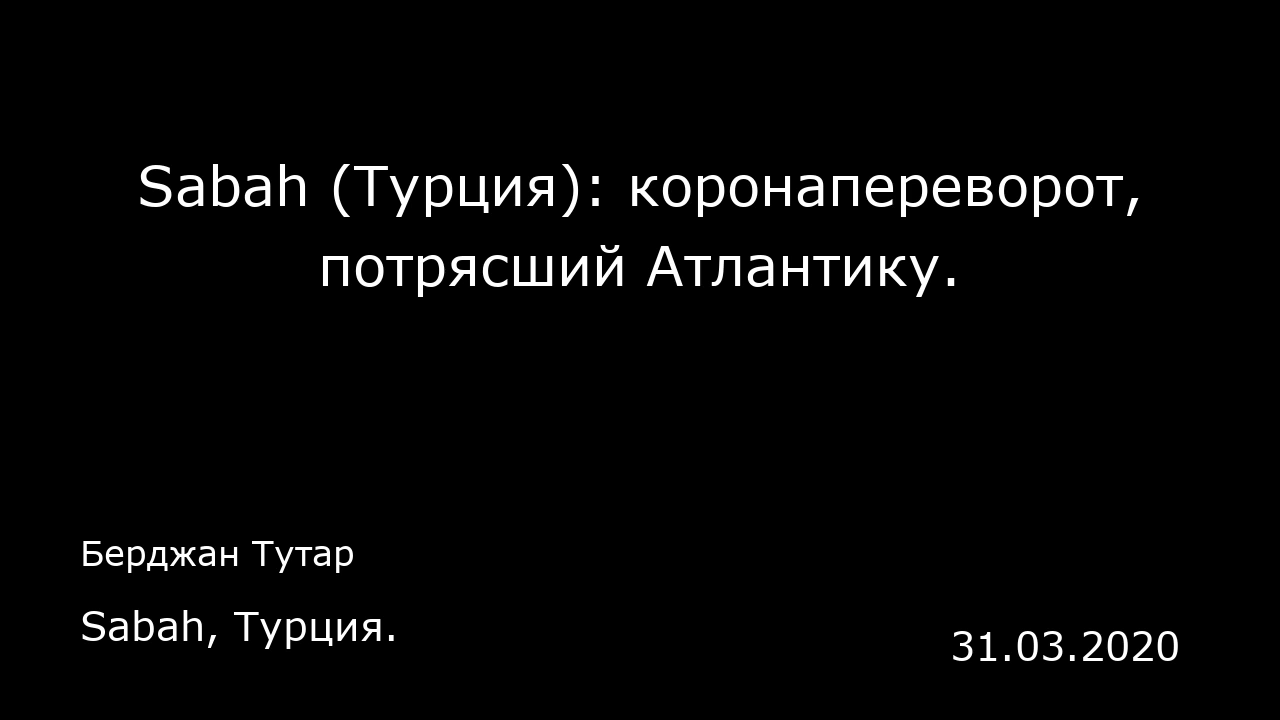 Sabah (Турция): коронапереворот,
потрясший Атлантику.
Берджан Тутар
Sabah, Турция.
31.03.2020